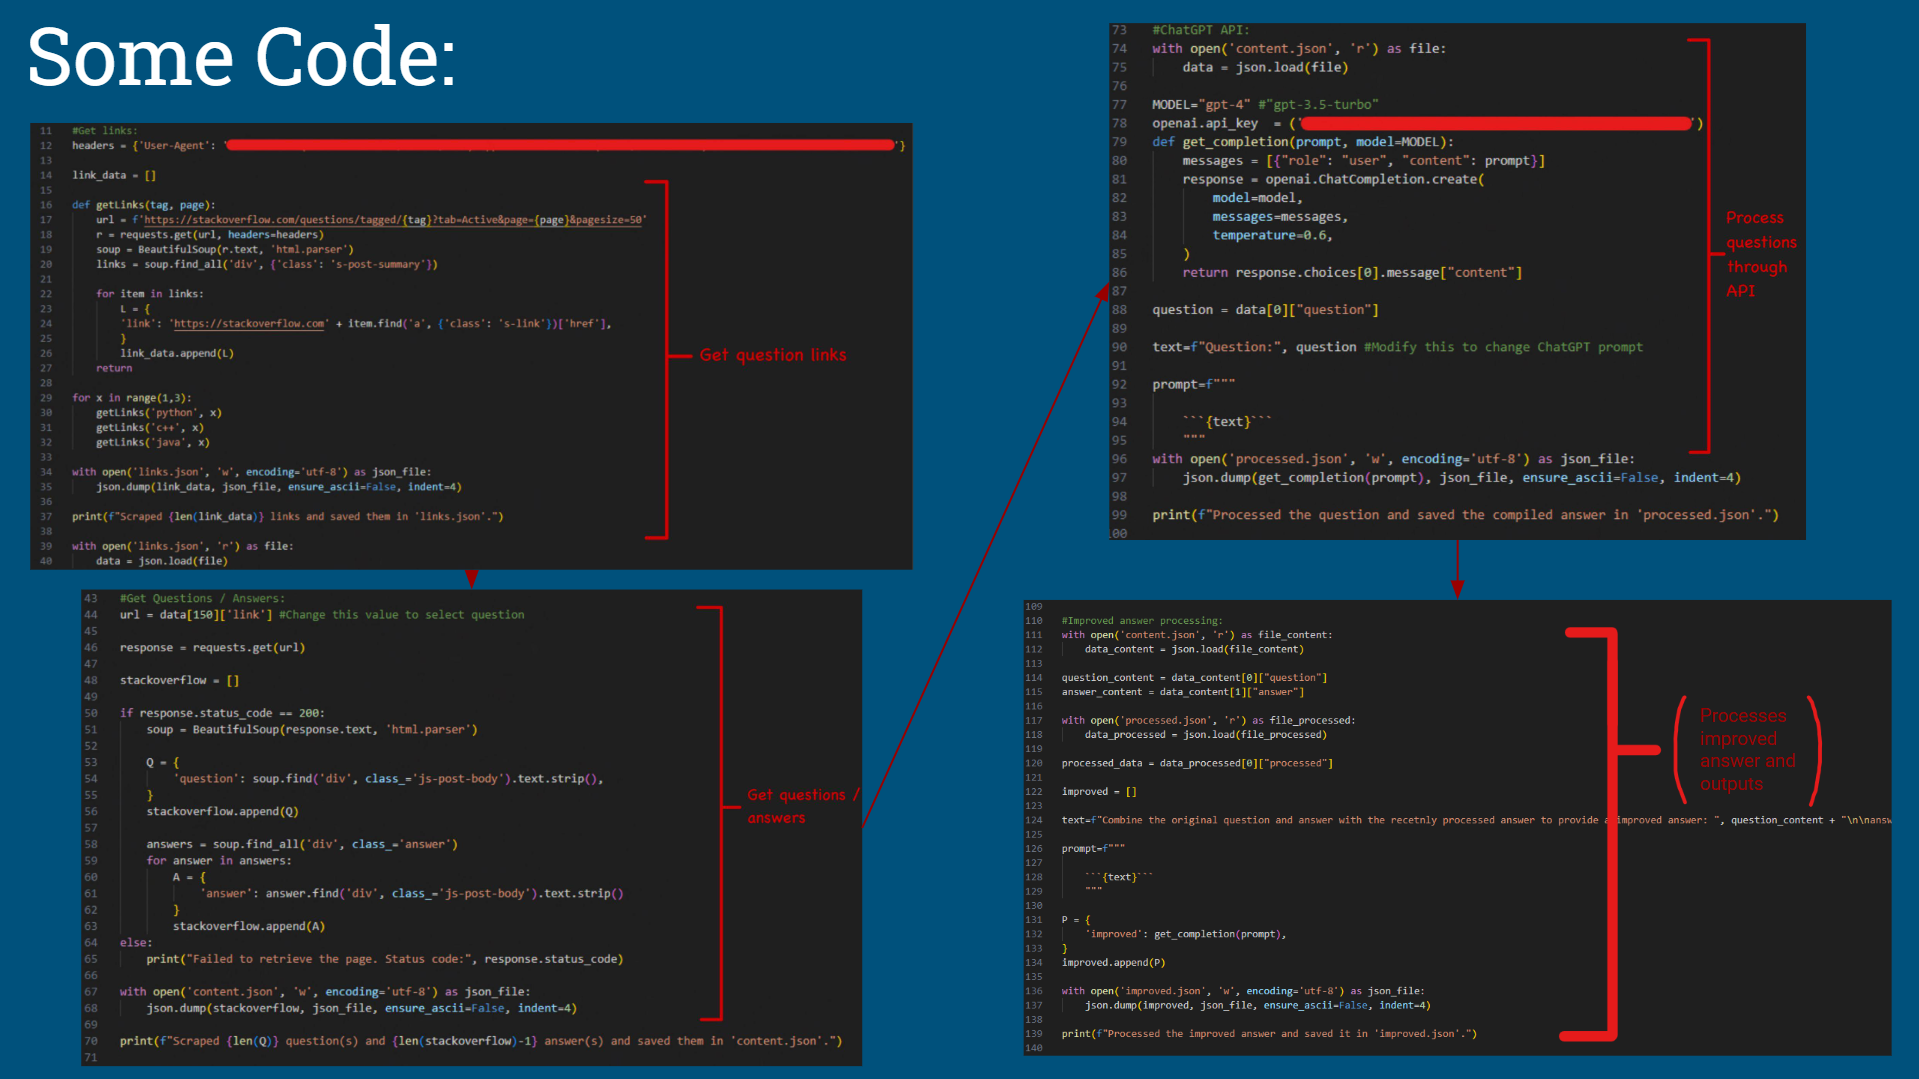 Some Code:
11 #Get links:
12 headers = {'User-Agent': ' '}
13
14 link_data = []
15
16 def getLinks(tag, page):
17 url = f'https://stackoverflow.com/questions/tagged/{tag}?tab=Active&page={page}&pagesize=50'
18 r = requests.get(url, headers=headers)
19 soup = BeautifulSoup(r.text, 'html.parser')
20 links = soup.find_all('div', {'class': 's-post-summary'})
21
22 for item in links:
23 L = {
24 'link': 'https://stackoverflow.com' + item.find('a', {'class': 's-link'})['href'],
25 }
26 link_data.append(L)
27 return
28
29 for x in range(1,3):
30 getLinks('python', x)
31 getLinks('c++', x)
32 getLinks('java', x)
33
34 with open('links.json', 'w', encoding='utf-8') as json_file:
35 json.dump(link_data, json_file, ensure_ascii=False, indent=4)
36
37 print(f"Scraped {len(link_data)} links and saved them in 'links.json'.")
38
39 with open('links.json', 'r') as file:
40 data = json.load(file)
Get question links
43 #Get Questions / Answers:
44 url = data[150]['link'] #Change this value to select question
45
46 response = requests.get(url)
47
48 stackoverflow = []
49
50 if response.status_code == 200:
51 soup = BeautifulSoup(response.text, 'html.parser')
52
53 Q = {
54 'question': soup.find('div', class_='js-post-body').text.strip(),
55 }
56 stackoverflow.append(Q)
57
58 answers = soup.find_all('div', class_='answer')
59 for answer in answers:
60 A = {
61 'answer': answer.find('div', class_='js-post-body').text.strip()
62 }
63 stackoverflow.append(A)
64 else:
65 print("Failed to retrieve the page. Status code:", response.status_code)
66
67 with open('content.json', 'w', encoding='utf-8') as json_file:
68 json.dump(stackoverflow, json_file, ensure_ascii=False, indent=4)
69
70 print(f"Scraped {len(Q)} question(s) and {len(stackoverflow)-1} answer(s) and saved them in 'content.json'.")
71
Get questions /
answers
73 #ChatGPT API:
74 with open('content.json', 'r') as file:
75 data = json.load(file)
76
77 MODEL="gpt-4" #"gpt-3.5-turbo"
78 openai.api_key = (' ')
79 def get_completion(prompt, model=MODEL):
80 messages = [{"role": "user", "content": prompt}]
81 response = openai.ChatCompletion.create(
82 model=model,
83 messages=messages,
84 temperature=0.6,
85 )
86 return response.choices[0].message["content"]
87
88 question = data[0]["question"]
89
90 text=f"Question:", question #Modify this to change ChatGPT prompt
91
92 prompt=f"""
93
94 ```{text}```
95 """
96 with open('processed.json', 'w', encoding='utf-8') as json_file:
97 json.dump(get_completion(prompt), json_file, ensure_ascii=False, indent=4)
98
99 print(f"Processed the question and saved the compiled answer in 'processed.json'.")
100
Process
questions
through
API
109
110 #Improved answer processing:
111 with open('content.json', 'r') as file_content:
112 data_content = json.load(file_content)
113
114 question_content = data_content[0]["question"]
115 answer_content = data_content[1]["answer"]
116
117 with open('processed.json', 'r') as file_processed:
118 data_processed = json.load(file_processed)
119
120 processed_data = data_processed[0]["processed"]
121
122 improved = []
123
124 text=f"Combine the original question and answer with the recetnly processed answer to provide a improved answer: ", question_content + "\n\nansw
125
126 prompt=f"""
127
128 ```{text}```
129 """
130
131 P = {
132 'improved': get_completion(prompt),
133 }
134 improved.append(P)
135
136 with open('improved.json', 'w', encoding='utf-8') as json_file:
137 json.dump(improved, json_file, ensure_ascii=False, indent=4)
138
139 print(f"Processed the improved answer and saved it in 'improved.json'.")
140
Processes
improved
answer and
outputs